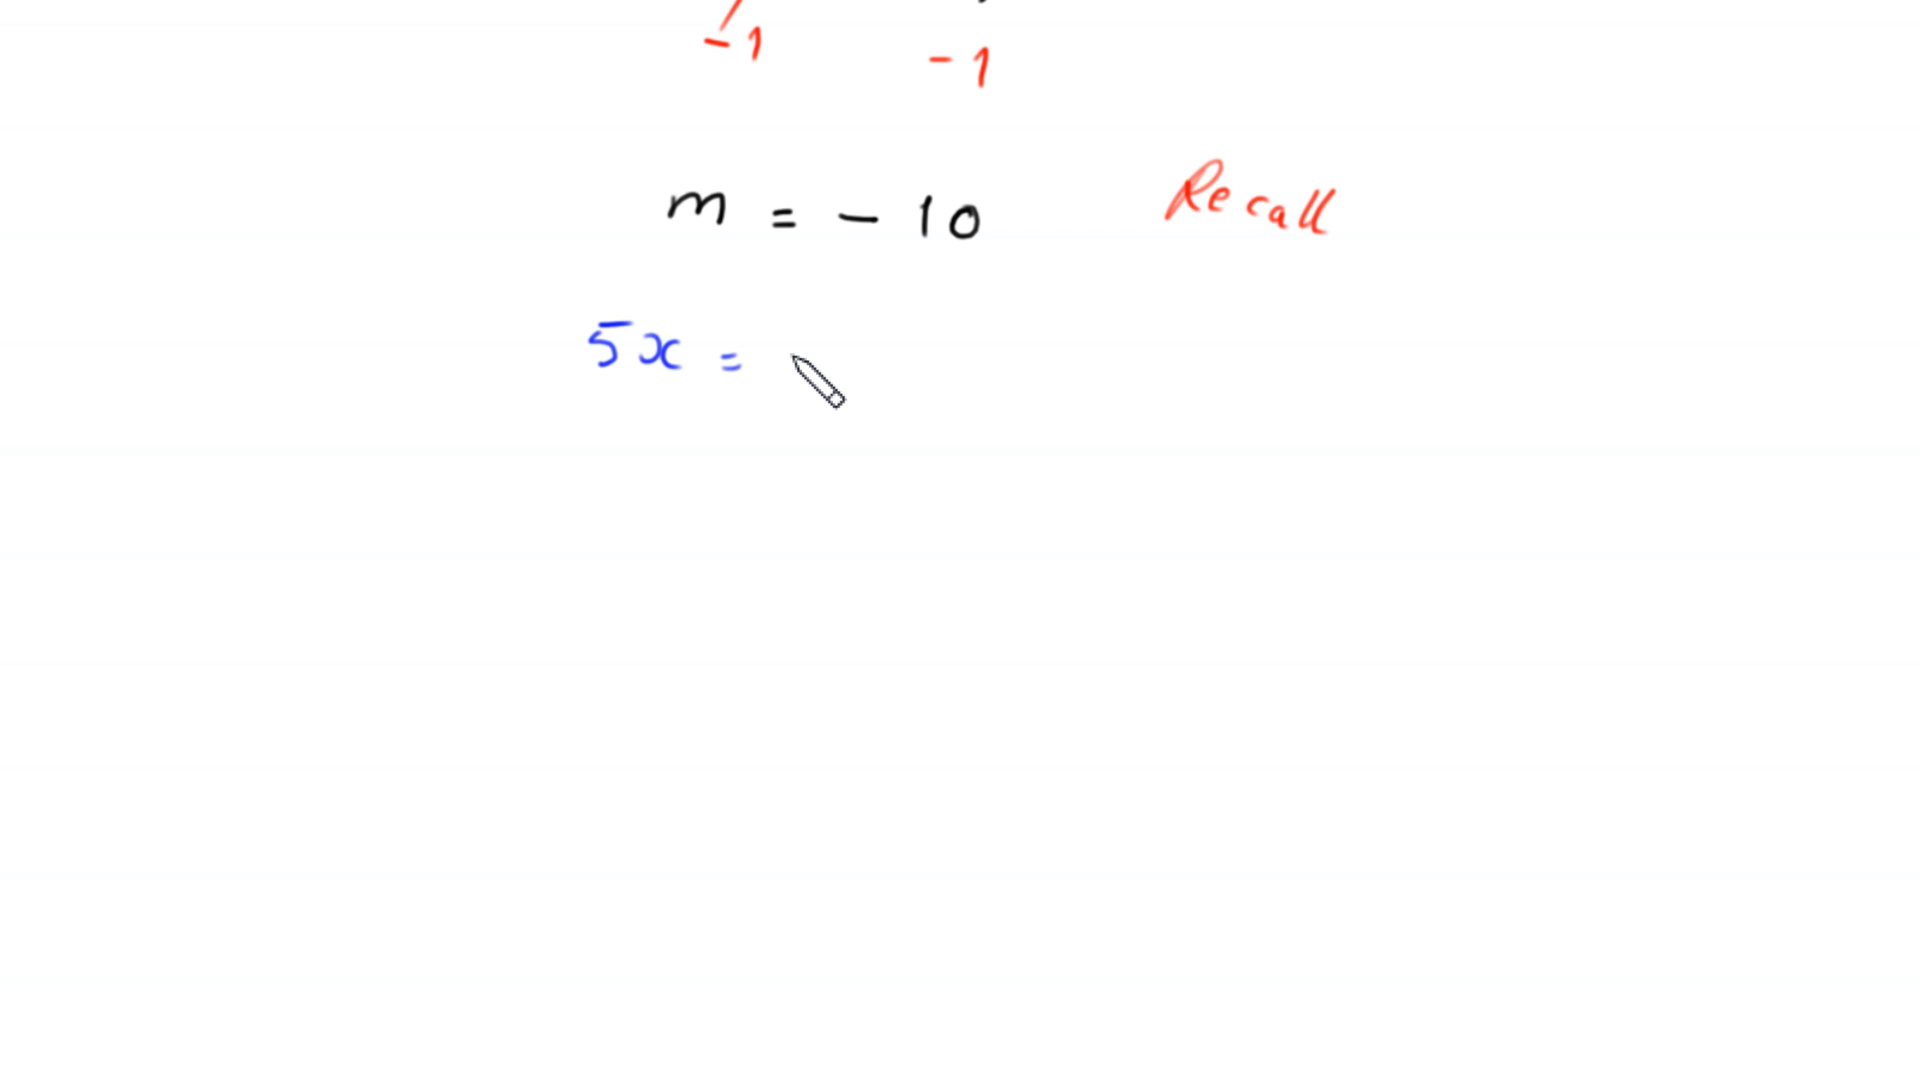 -1 -1
m = - 10 Recall
5x =